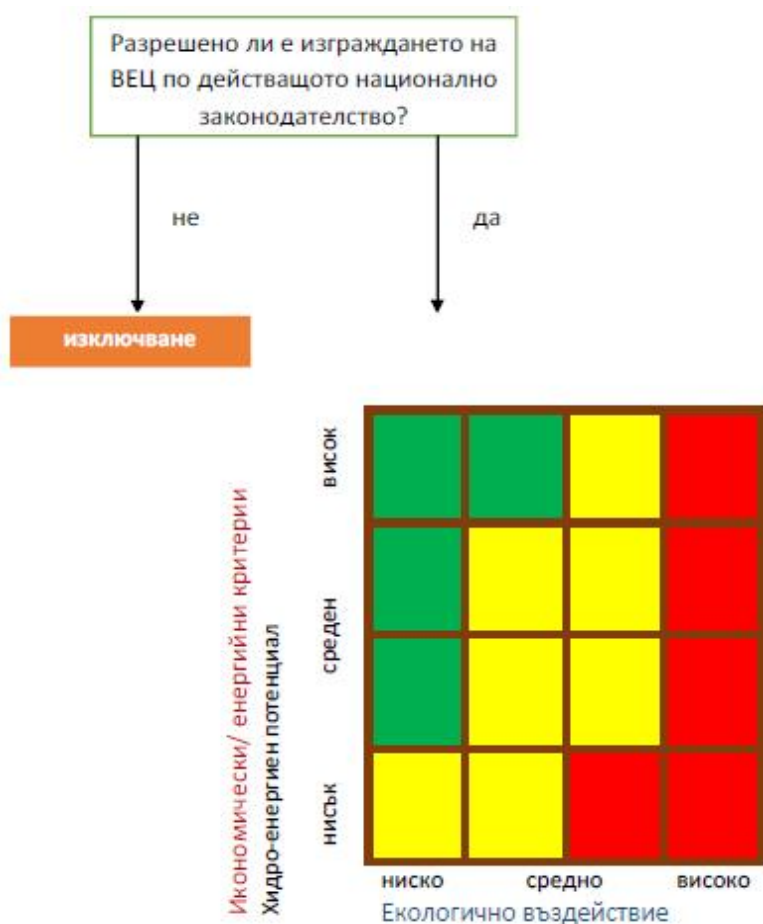 Разрешено ли е изграждането на
ВЕЦ по действащото национално
законодателство?
не
да
изключване
Икономически/ енергийни критерии
Хидро-енергиен потенциал
висок
среден
нисък
ниско
средно
високо
Екологично въздействие